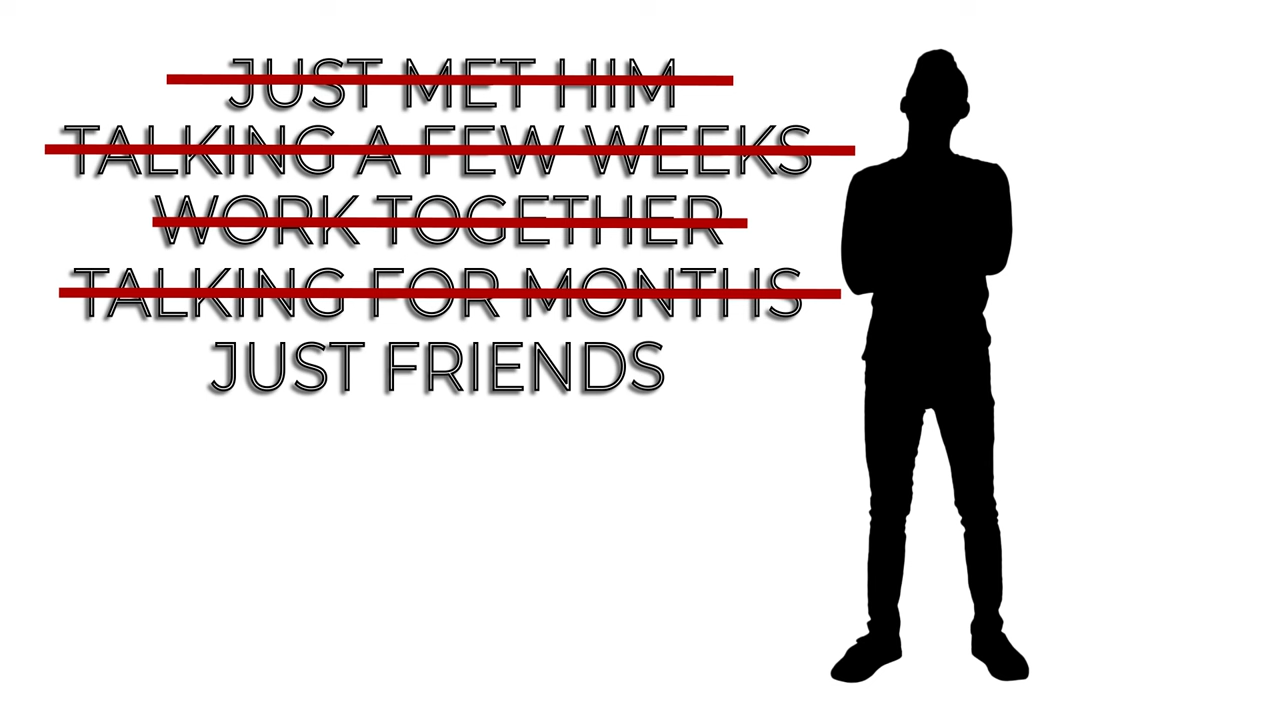 JUST MET HIM
TALKING A FEW WEEKS
WORK TOGETHER
TALKING FOR MONTHS
JUST FRIENDS